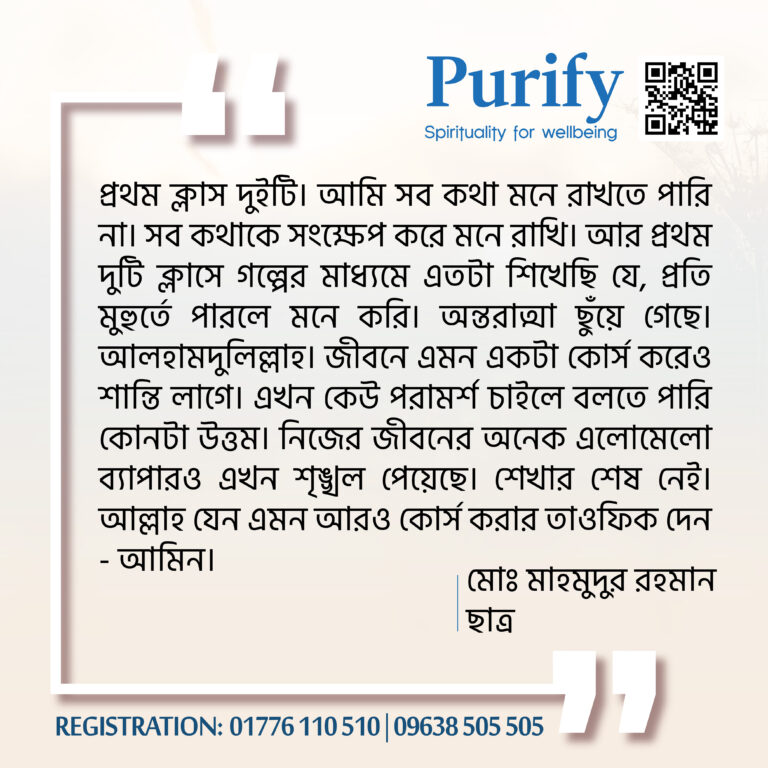 Purify
Spirituality for wellbeing
প্রথম ক্লাস দুইটি। আমি সব কথা মনে রাখতে পারি
না। সব কথাকে সংক্ষেপ করে মনে রাখি। আর প্রথম
দুটি ক্লাসে গল্পের মাধ্যমে এতটা শিখেছি যে, প্রতি
মুহুর্তে পারলে মনে করি। অন্তরাত্মা ছুঁয়ে গেছে।
আলহামদুলিল্লাহ। জীবনে এমন একটা কোর্স করেও
শান্তি লাগে। এখন কেউ পরামর্শ চাইলে বলতে পারি
কোনটা উত্তম। নিজের জীবনের অনেক এলোমেলো
ব্যাপারও এখন শৃঙ্খল পেয়েছে। শেখার শেষ নেই।
আল্লাহ যেন এমন আরও কোর্স করার তাওফিক দেন
- আমিন।
মোঃ মাহমুদুর রহমান
ছাত্র
REGISTRATION: 01776 110 510 | 09638 505 505